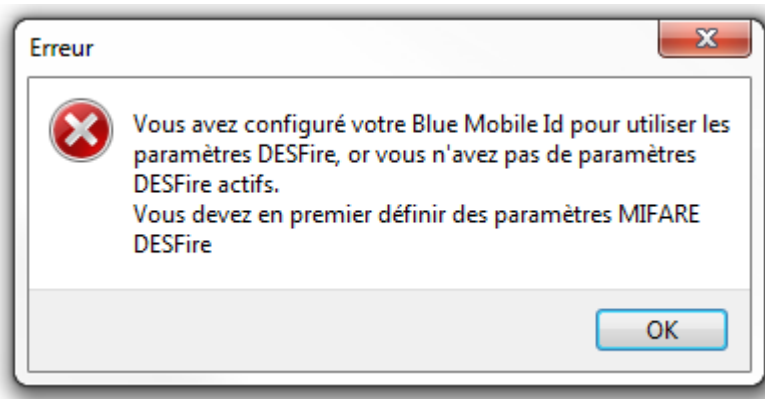 Erreur
Vous avez configuré votre Blue Mobile Id pour utiliser les
paramètres DESFire, or vous n'avez pas de paramètres
DESFire actifs.
Vous devez en premier définir des paramètres MIFARE
DESFire
OK